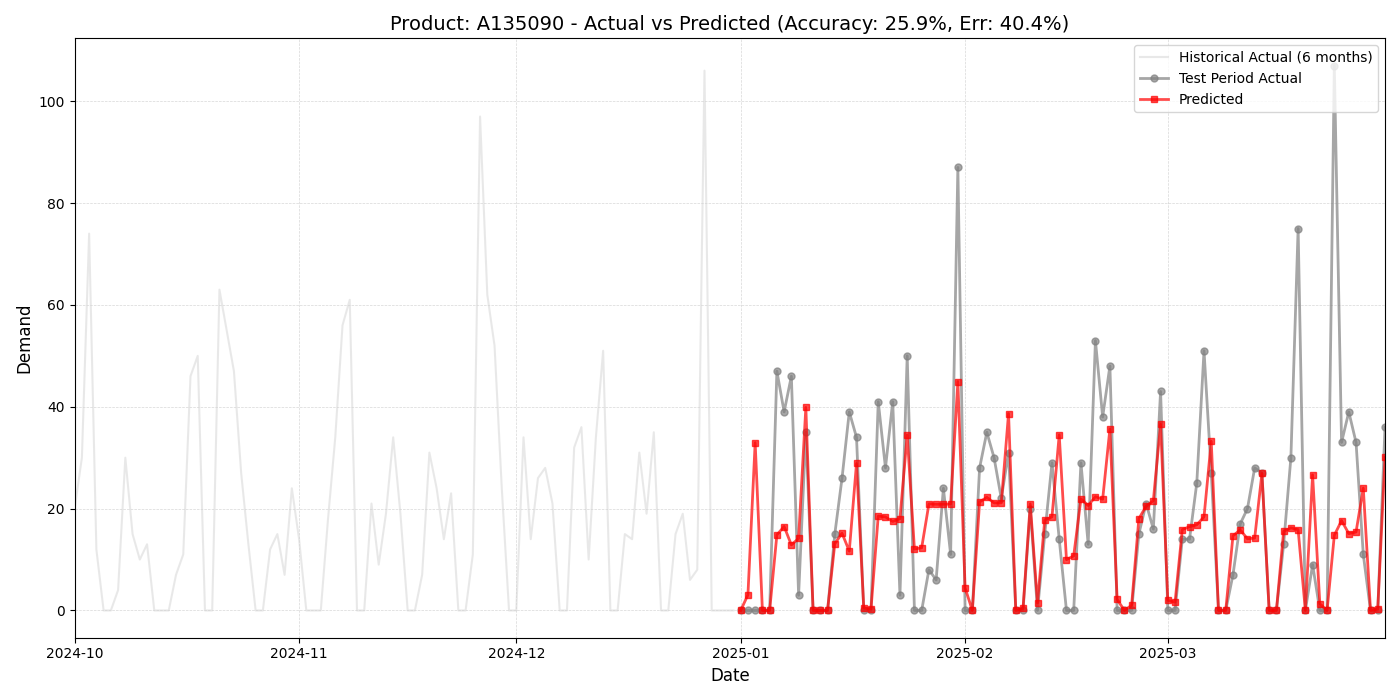 Product: A135090 - Actual vs Predicted (Accuracy: 25.9%, Err: 40.4%)
Historical Actual (6 months)
Test Period Actual
Predicted
Demand
100
80
60
40
20
0
2024-10
2024-11
2024-12
2025-01
2025-02
2025-03
Date